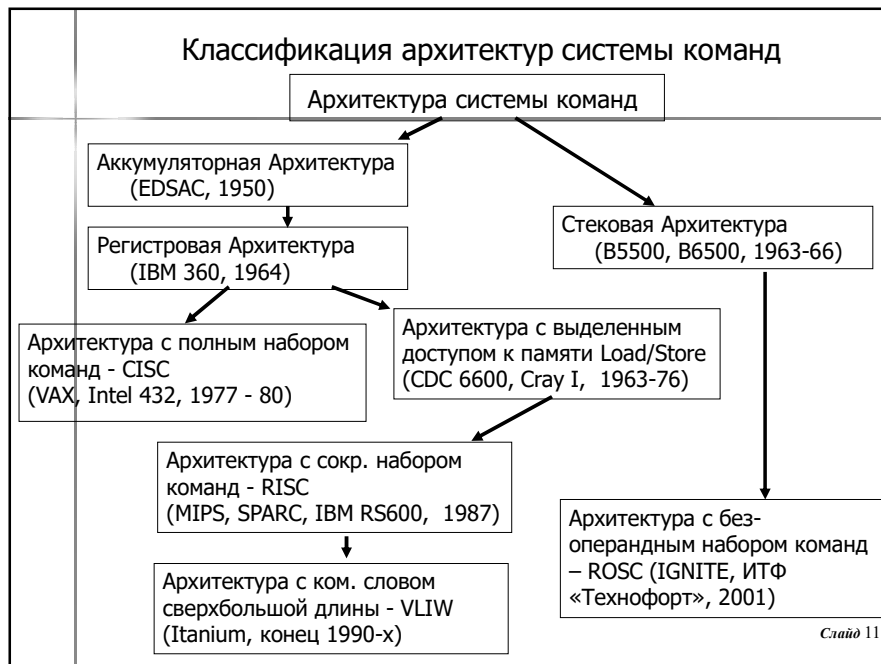 Классификация архитектур системы команд
Архитектура системы команд
Аккумуляторная Архитектура
(EDSAC, 1950)
Регистровая Архитектура
(IBM 360, 1964)
Стековая Архитектура
(B5500, B6500, 1963-66)
Архитектура с полным набором
команд - CISC
(VAX, Intel 432, 1977 - 80)
Архитектура с выделенным
доступом к памяти Load/Store
(CDC 6600, Cray I, 1963-76)
Архитектура с сокр. набором
команд - RISC
(MIPS, SPARC, IBM RS600, 1987)
Архитектура с ком. словом
сверхбольшой длины - VLIW
(Itanium, конец 1990-х)
Архитектура с без-
операндным набором команд
– ROSC (IGNITE, ИТФ
«Технофорт», 2001)
Слайд 11